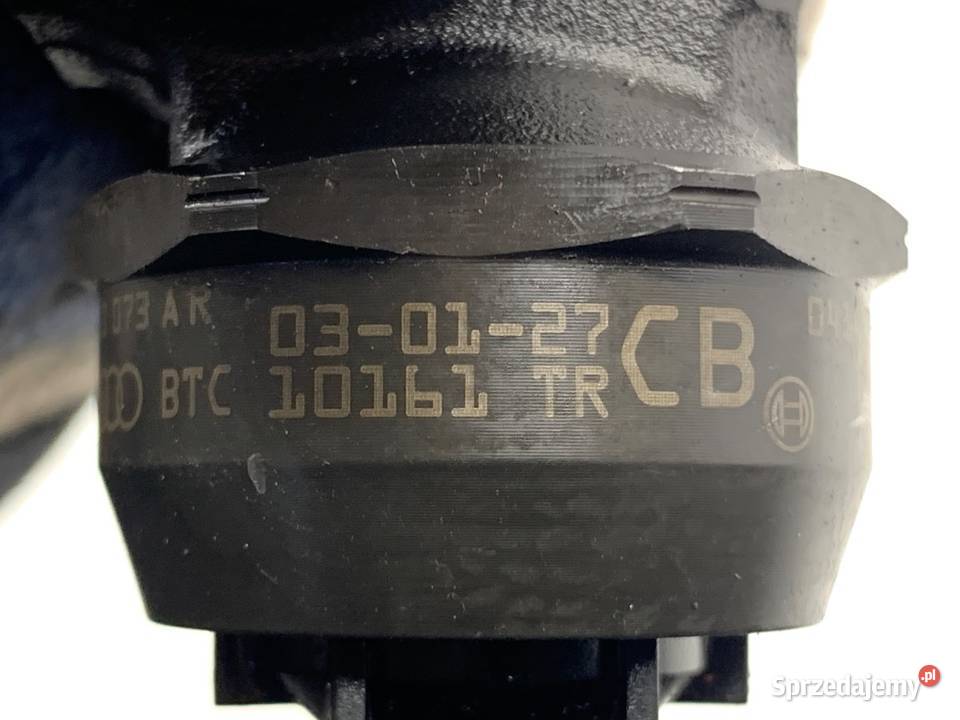 073 AR 03-01-27 CB
BTC 10161 TR
Sprzedajemy.pl